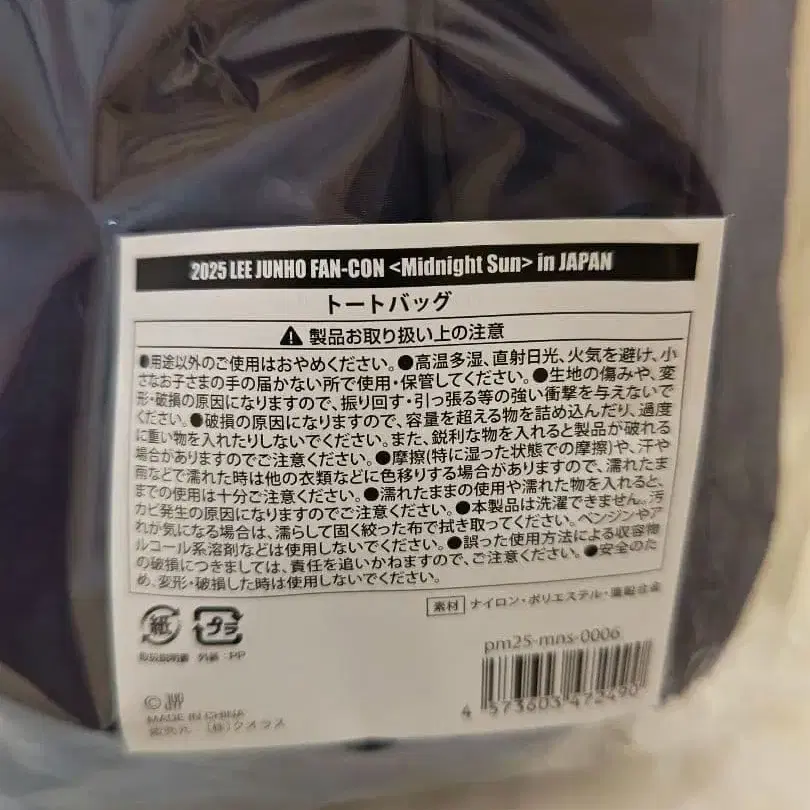 2025 LEE JUNHO FAN-CON <Midnight Sun> in JAPAN
トートバッグ
製品お取り扱い上の注意
●用途以外のご使用はおやめください。●高温多湿、直射日光、火気を避け、小
さなお子さまの手の届かない所で使用・保管してください。●生地の傷みや、変
形・破損の原因になりますので、振り回す・引っ張る等の強い衝撃を与えないで
ください。●破損の原因になりますので、容量を超える物を詰め込んだり、過度
に重い物を入れたりしないでください。また、鋭利な物を入れると製品が破れる
場合がありますのでご注意ください。●摩擦(特に湿った状態での摩擦)や、汗や
雨などで濡れた時は他の衣類などに色移りする場合がありますので、濡れたま
までの使用は十分ご注意ください。●濡れたままの使用や濡れた物を入れると、
カビ発生の原因になりますのでご注意ください。●本製品は洗濯できません。汚
れが気になる場合は、濡らして固く絞った布で拭き取ってください。ベンジンやア
ルコール系溶剤などは使用しないでください。●誤った使用方法による収容物
の破損につきましては、責任を追いかねますので、ご注意ください。●安全のた
め、変形・破損した時は使用しないでください。
素材 ナイロン・ポリエステル・亜鉛合金
紙 プラ
取扱説明書 外装：PP
pm25-mns-0006
4 573603 472490
© JYP
MADE IN CHINA
販売元：(株)クオラス